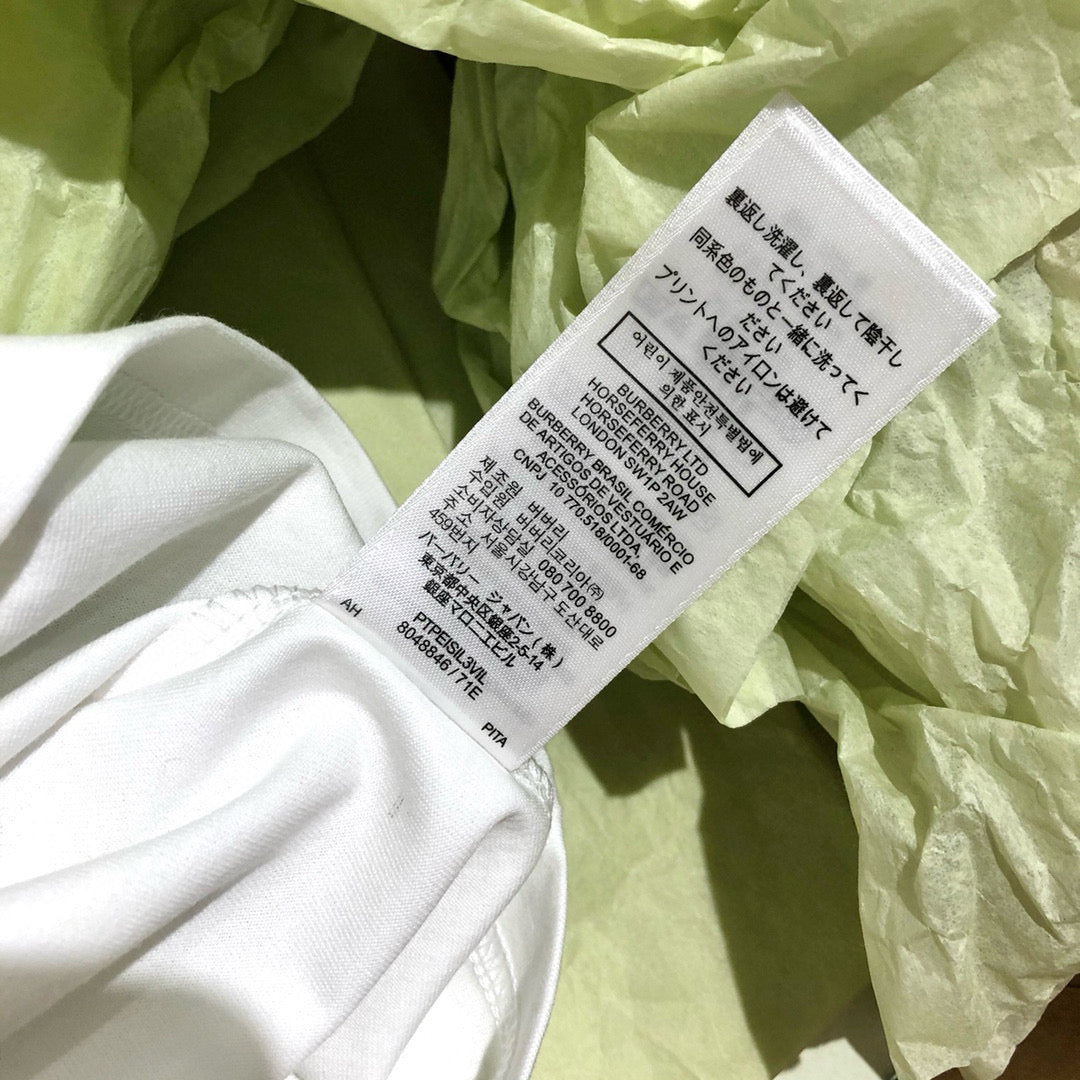 裏返し洗濯し、裏返して陰干し
てください
同系色のものと一緒に洗ってく
ださい
プリントへのアイロンは避けて
ください
어린이제품안전특별법에
의한표시
BURBERRY LTD
HORSEFERRY HOUSE
HORSEFERRY ROAD
LONDON SW1P 2AW
BURBERRY BRASIL COMÉRCIO
DE ARTIGOS DE VESTUÁRIO E
ACESSÓRIOS LTDA,
CNPJ 10 770.518/0001-68
제조원 버버리
수입원 버버리코리아㈜
소비자상담실 080 700 8800
주소 서울시강남구도산대로
459번지
バーバリー ジャパン(株)
東京都中央区銀座2-5-14
銀座マロニエビル
AH
PTPEISIL3VIL
8048846/71E
PITA